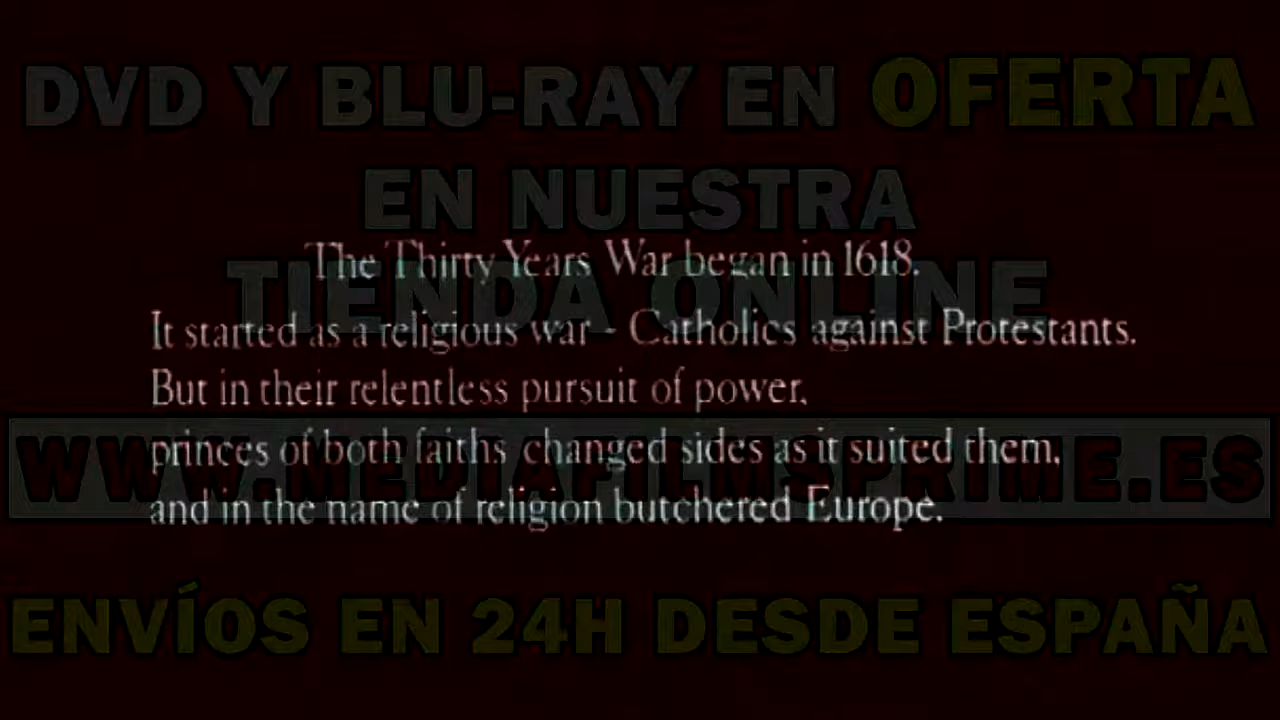 DVD Y BLU-RAY EN OFERTA
EN NUESTRA
The Thirty Years War began in 1618.
TIENDA ONLINE
It started as a religious war - Catholics against Protestants.
But in their relentless pursuit of power,
princes of both faiths changed sides as it suited them,
WWW.MEDIAFILMSPRIME.ES
and in the name of religion butchered Europe.
ENVÍOS EN 24H DESDE ESPAÑA